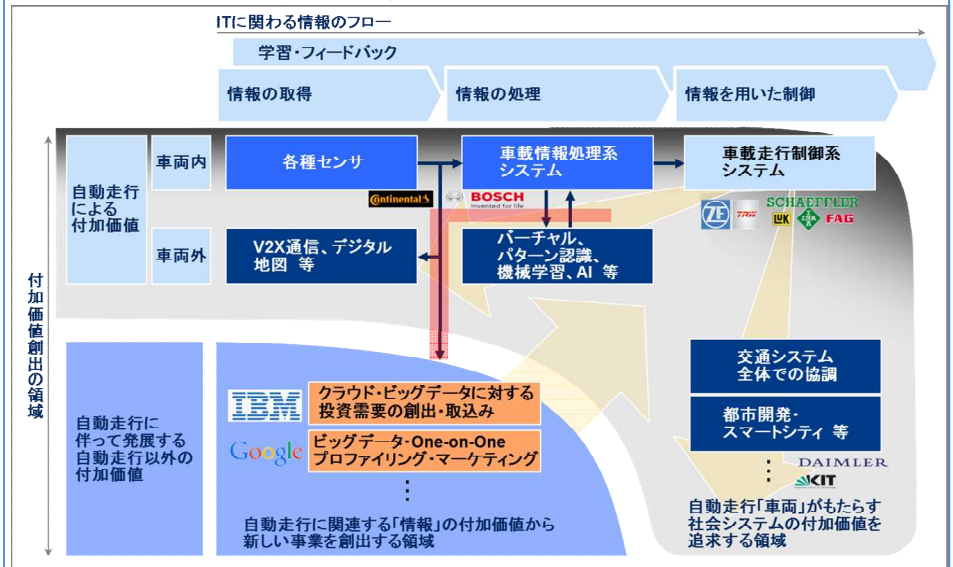 ITに関わる情報のフロー
学習・フィードバック
情報の取得
情報の処理
情報を用いた制御
付加価値創出の領域
自動走行
による
付加価値
車両内
各種センサ
車載情報処理系
システム
車載走行制御系
システム
Continental
BOSCH
Invented for life
ZF
TRW
SCHAEFFLER
LUK
INA
FAG
車両外
V2X通信、デジタル
地図 等
バーチャル、
パターン認識、
機械学習、AI 等
自動走行に
伴って発展する
自動走行以外の
付加価値
IBM
クラウド・ビッグデータに対する
投資需要の創出・取込み
Google
ビッグデータ・One-on-One
プロファイリング・マーケティング
自動走行に関連する「情報」の付加価値から
新しい事業を創出する領域
交通システム
全体での協調
都市開発・
スマートシティ 等
DAIMLER
KIT
自動走行「車両」がもたらす
社会システムの付加価値を
追求する領域